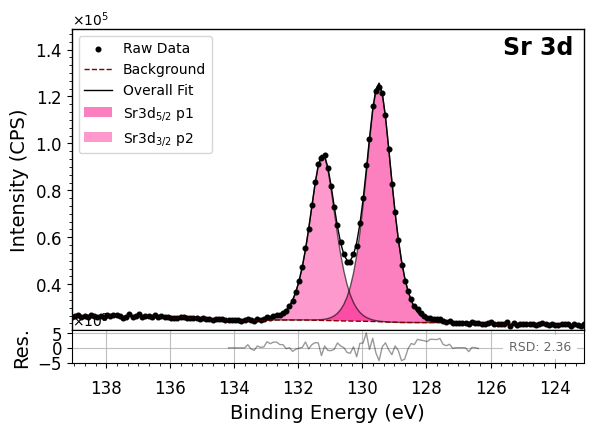 ×10⁵
Sr 3d
Raw Data
Background
Overall Fit
Sr3d₅/₂ p1
Sr3d₃/₂ p2
Intensity (CPS)
1.4
1.2
1.0
0.8
0.6
0.4
Res.
5
0
−5
RSD: 2.36
138 136 134 132 130 128 126 124
Binding Energy (eV)